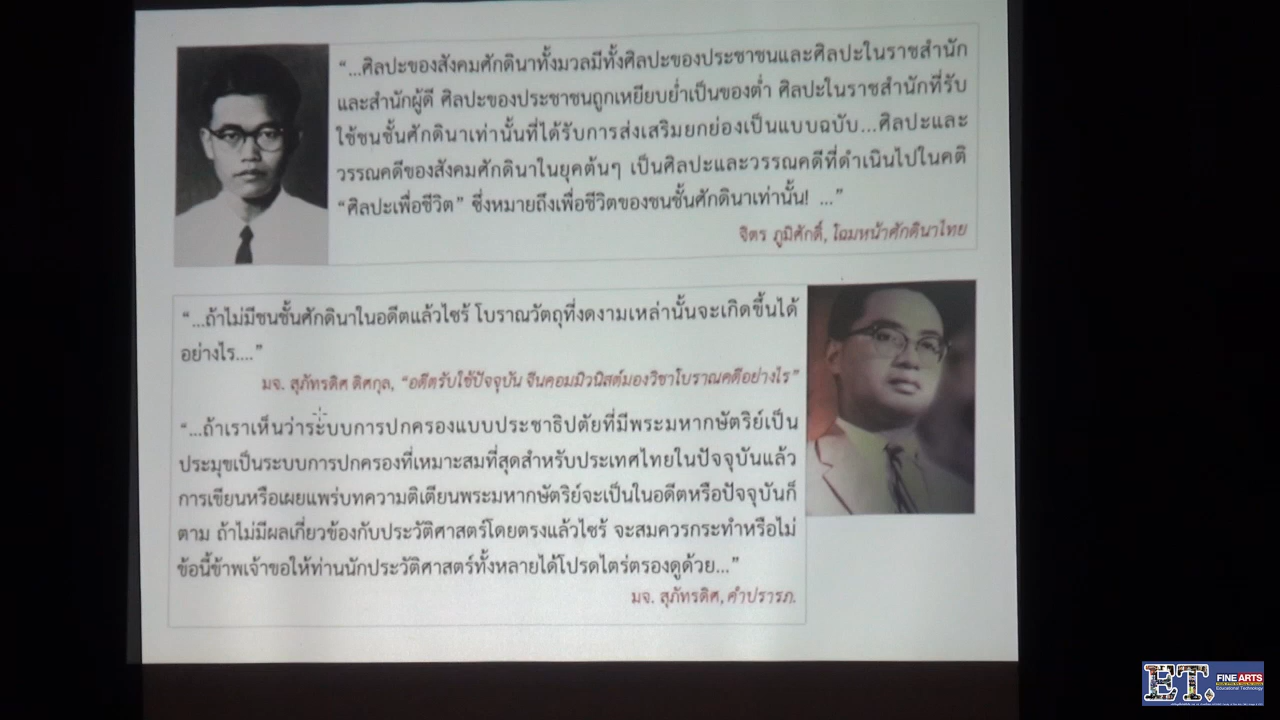 “...ศิลปะของสังคมศักดินาทั้งมวลมีทั้งศิลปะของประชาชนและศิลปะในราชสำนัก
และสำนักผู้ดี ศิลปะของประชาชนถูกเหยียบย่ำเป็นของต่ำ ศิลปะในราชสำนักที่รับ
ใช้ชนชั้นศักดินาเท่านั้นที่ได้รับการส่งเสริมยกย่องเป็นแบบฉบับ...ศิลปะและ
วรรณคดีของสังคมศักดินาในยุคต้นๆ เป็นศิลปะและวรรณคดีที่ดำเนินไปในคติ
“ศิลปะเพื่อชีวิต” ซึ่งหมายถึงเพื่อชีวิตของชนชั้นศักดินาเท่านั้น! ...”
จิตร ภูมิศักดิ์, โฉมหน้าศักดินาไทย
“...ถ้าไม่มีชนชั้นศักดินาในอดีตแล้วไซร้ โบราณวัตถุที่งดงามเหล่านั้นจะเกิดขึ้นได้
อย่างไร....”
มจ. สุภัทรดิศ ดิศกุล, “อดีตรับใช้ปัจจุบัน จีนคอมมิวนิสต์มองวิชาโบราณคดีอย่างไร”
“...ถ้าเราเห็นว่าระบบการปกครองแบบประชาธิปตัยที่มีพระมหากษัตริย์เป็น
ประมุขเป็นระบบการปกครองที่เหมาะสมที่สุดสำหรับประเทศไทยในปัจจุบันแล้ว
การเขียนหรือเผยแพร่บทความติเตียนพระมหากษัตริย์จะเป็นในอดีตหรือปัจจุบันก็
ตาม ถ้าไม่มีผลเกี่ยวข้องกับประวัติศาสตร์โดยตรงแล้วไซร้ จะสมควรกระทำหรือไม่
ข้อนี้ข้าพเจ้าขอให้ท่านนักประวัติศาสตร์ทั้งหลายได้โปรดไตร่ตรองดูด้วย...”
มจ. สุภัทรดิศ, คำปรารภ.
ET. FINE ARTS
Educational Technology